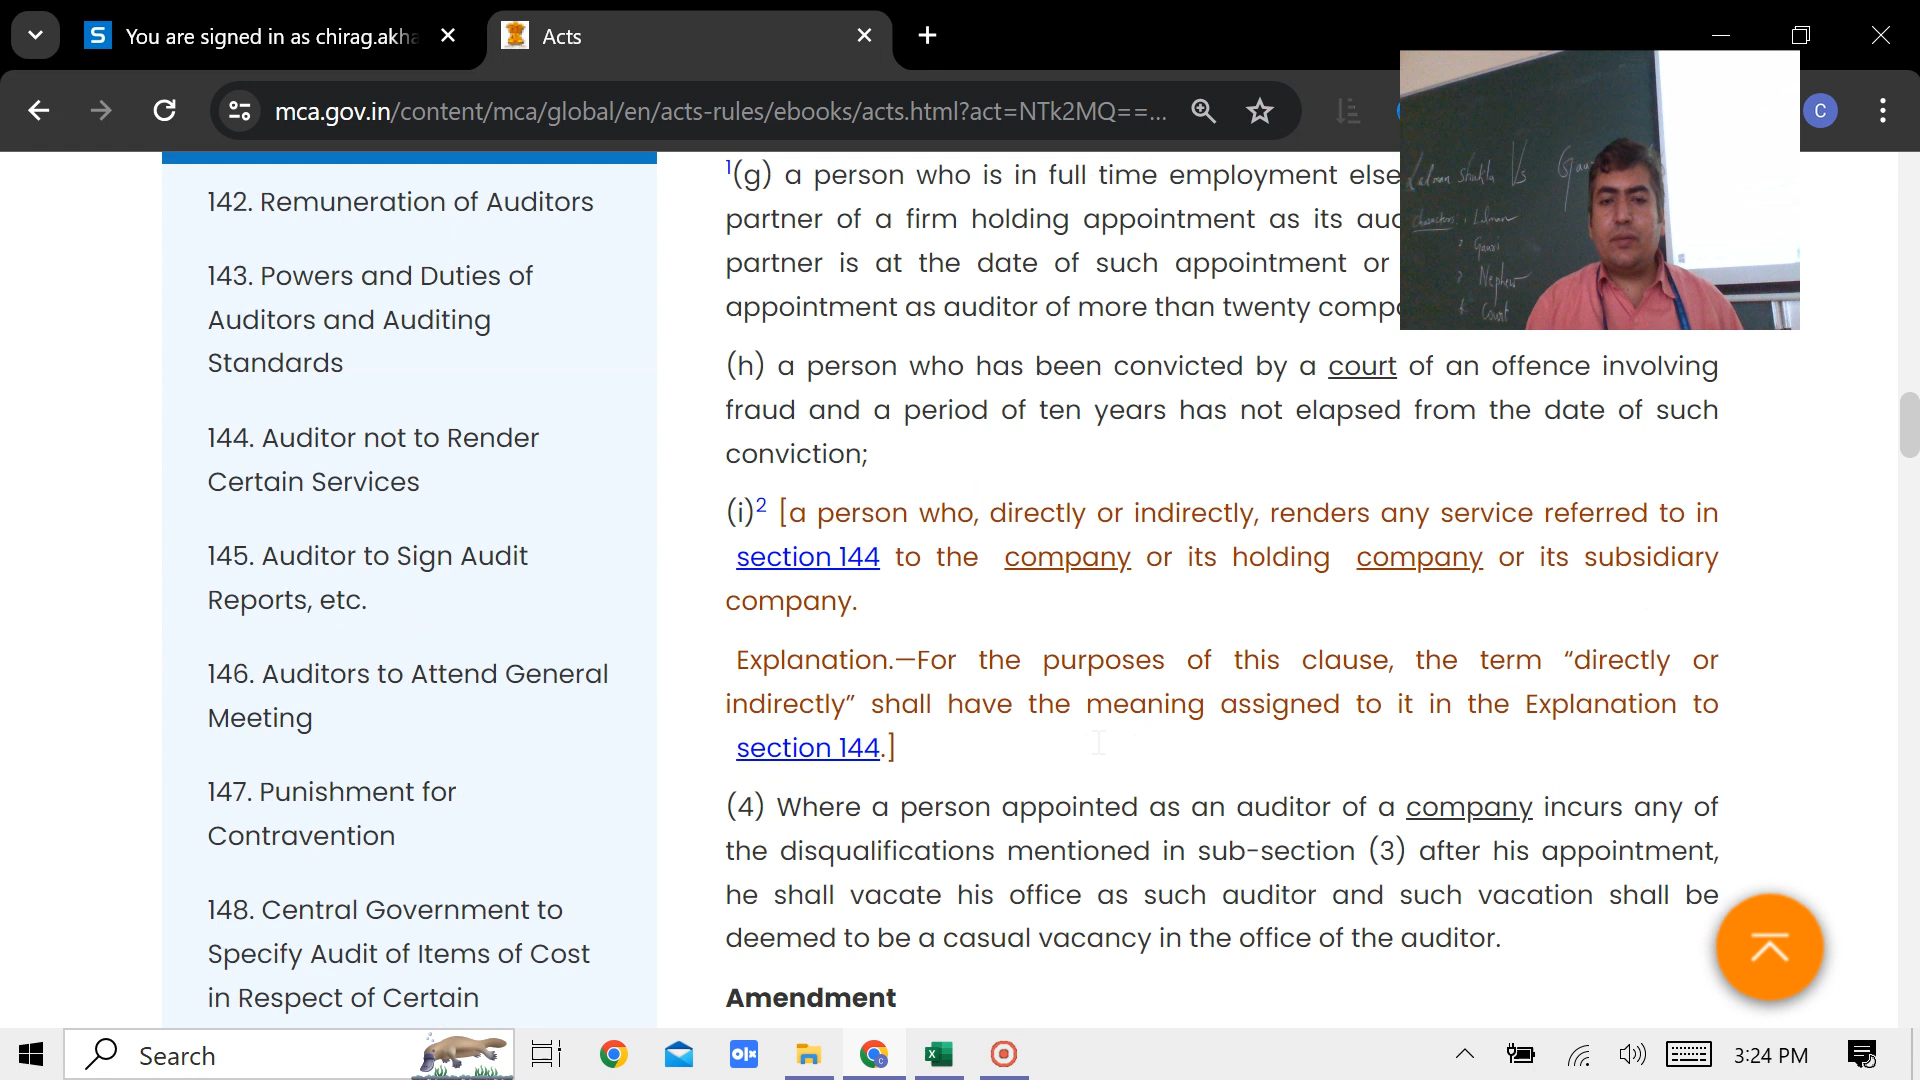 You are signed in as chirag.akha
Acts
mca.gov.in/content/mca/global/en/acts-rules/ebooks/acts.html?act=NTk2MQ==...
C
142. Remuneration of Auditors
143. Powers and Duties of
Auditors and Auditing
Standards
144. Auditor not to Render
Certain Services
145. Auditor to Sign Audit
Reports, etc.
146. Auditors to Attend General
Meeting
147. Punishment for
Contravention
148. Central Government to
Specify Audit of Items of Cost
in Respect of Certain
1(g) a person who is in full time employment else
partner of a firm holding appointment as its
partner is at the date of such appointment or
appointment as auditor of more than twenty
(h) a person who has been convicted by a court of an offence involving
fraud and a period of ten years has not elapsed from the date of such
conviction;
(i)2 [a person who, directly or indirectly, renders any service referred to in
section 144 to the company or its holding company or its subsidiary
company.
Explanation.—For the purposes of this clause, the term “directly or
indirectly” shall have the meaning assigned to it in the Explanation to
section 144.]
(4) Where a person appointed as an auditor of a company incurs any of
the disqualifications mentioned in sub-section (3) after his appointment,
he shall vacate his office as such auditor and such vacation shall be
deemed to be a casual vacancy in the office of the auditor.
Amendment
Shukla Vs
Lalman
Gauri
Nephew
Court
Search
olx
3:24 PM